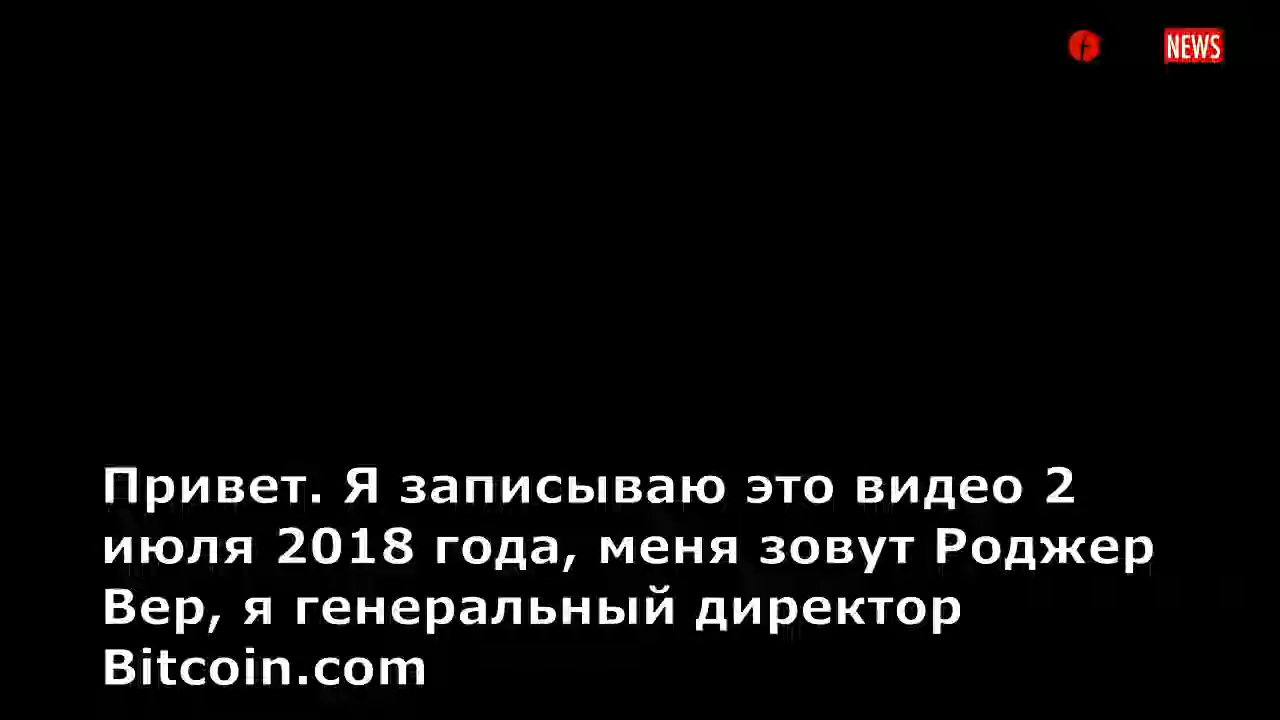 NEWS
Привет. Я записываю это видео 2
июля 2018 года, меня зовут Роджер
Вер, я генеральный директор
Bitcoin.com